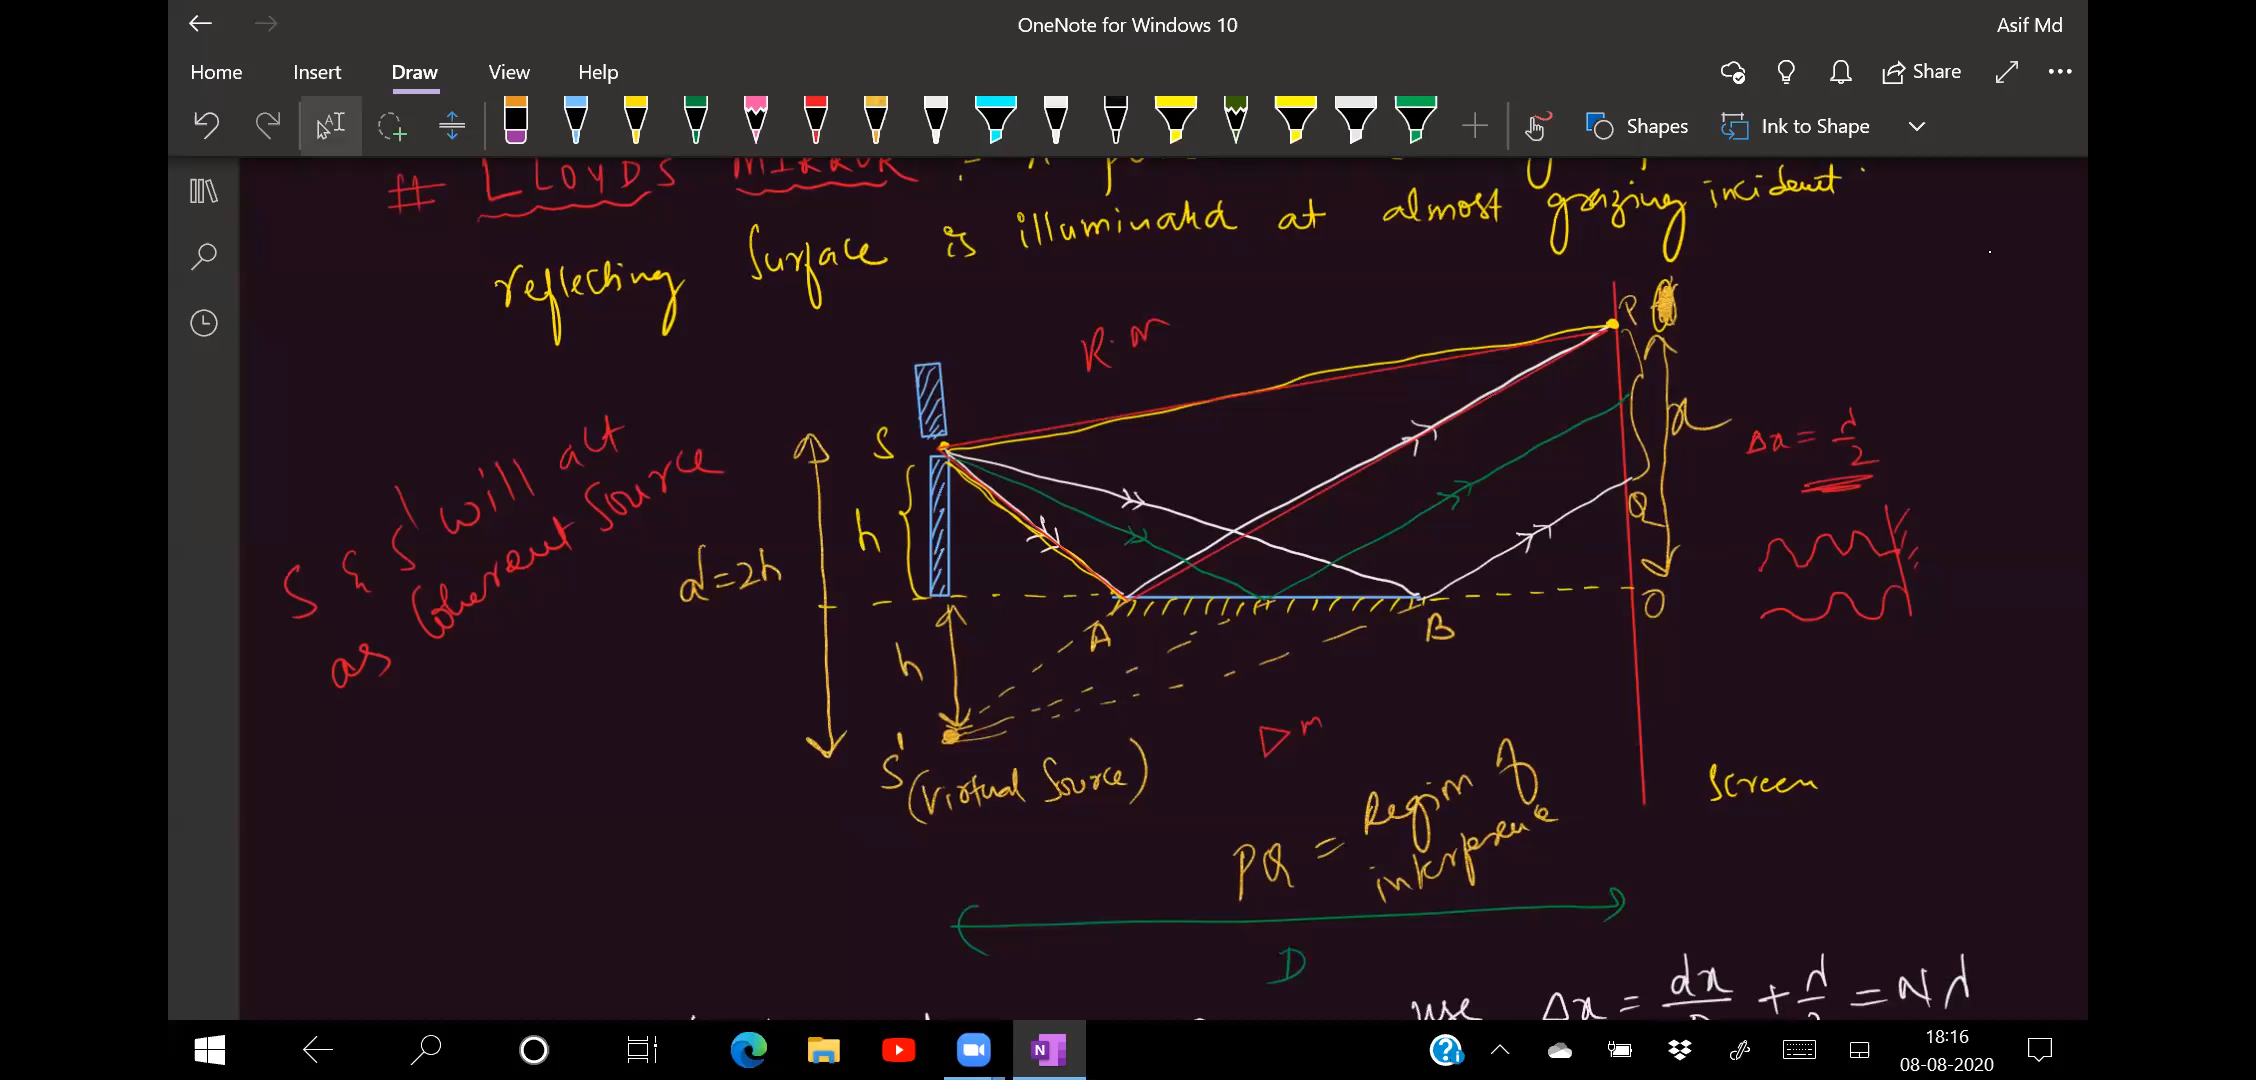 OneNote for Windows 10
Asif Md
Home Insert Draw View Help
Share
Shapes
Ink to Shape
# LLOYDS MIRROR :-
reflecting Surface is illuminated at almost grazing incident
R.m
P
x
S
Δx = λ/2
S & S' will act
as Coherent Source
h
d = 2h
Q
O
A
B
h
S' (Virtual Source)
Screen
PQ = Region of
interference
D
use Δx = dx/ + λ/ = Nλ
18:16
08-08-2020